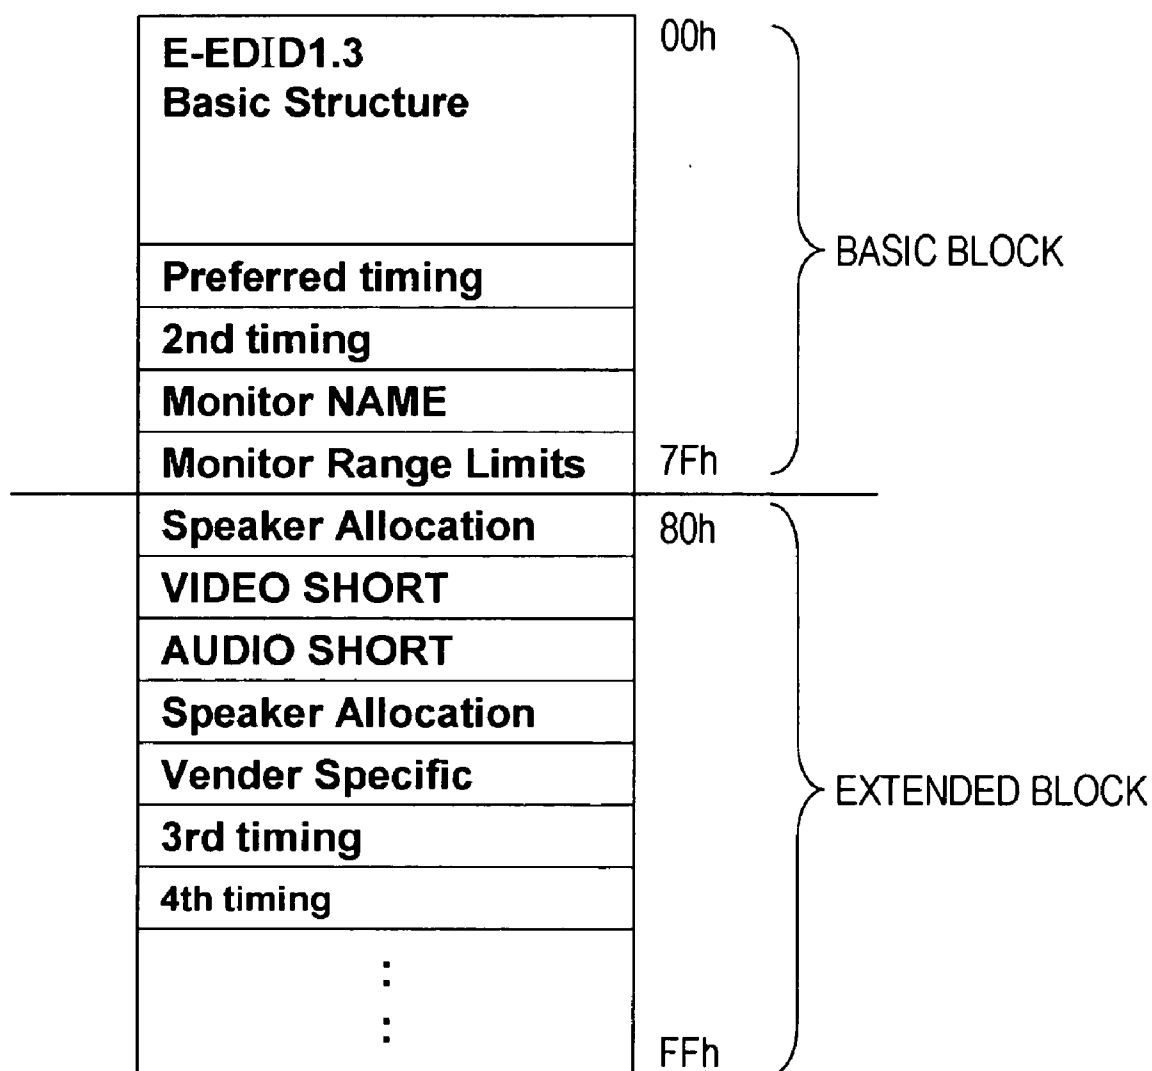 E-EDID1.3
Basic Structure
00h
Preferred timing
BASIC BLOCK
2nd timing
Monitor NAME
Monitor Range Limits
7Fh
Speaker Allocation
80h
VIDEO SHORT
AUDIO SHORT
Speaker Allocation
Vender Specific
EXTENDED BLOCK
3rd timing
4th timing
:
:
FFh